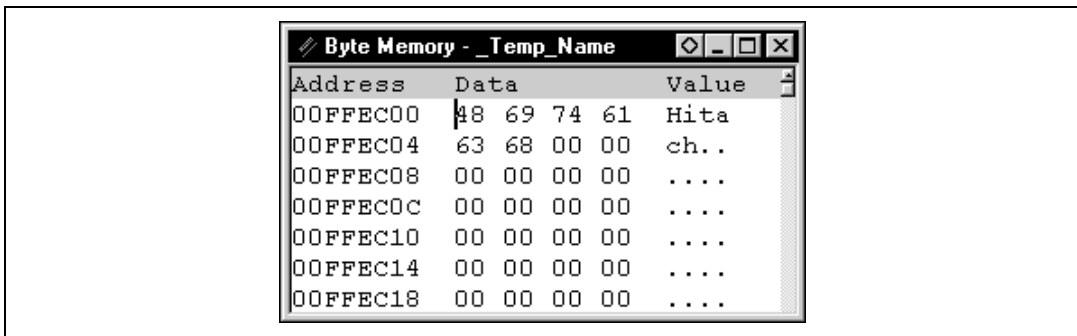 Byte Memory - _Temp_Name
Address Data Value
00FFEC00 48 69 74 61 Hita
00FFEC04 63 68 00 00 ch..
00FFEC08 00 00 00 00 ....
00FFEC0C 00 00 00 00 ....
00FFEC10 00 00 00 00 ....
00FFEC14 00 00 00 00 ....
00FFEC18 00 00 00 00 ....